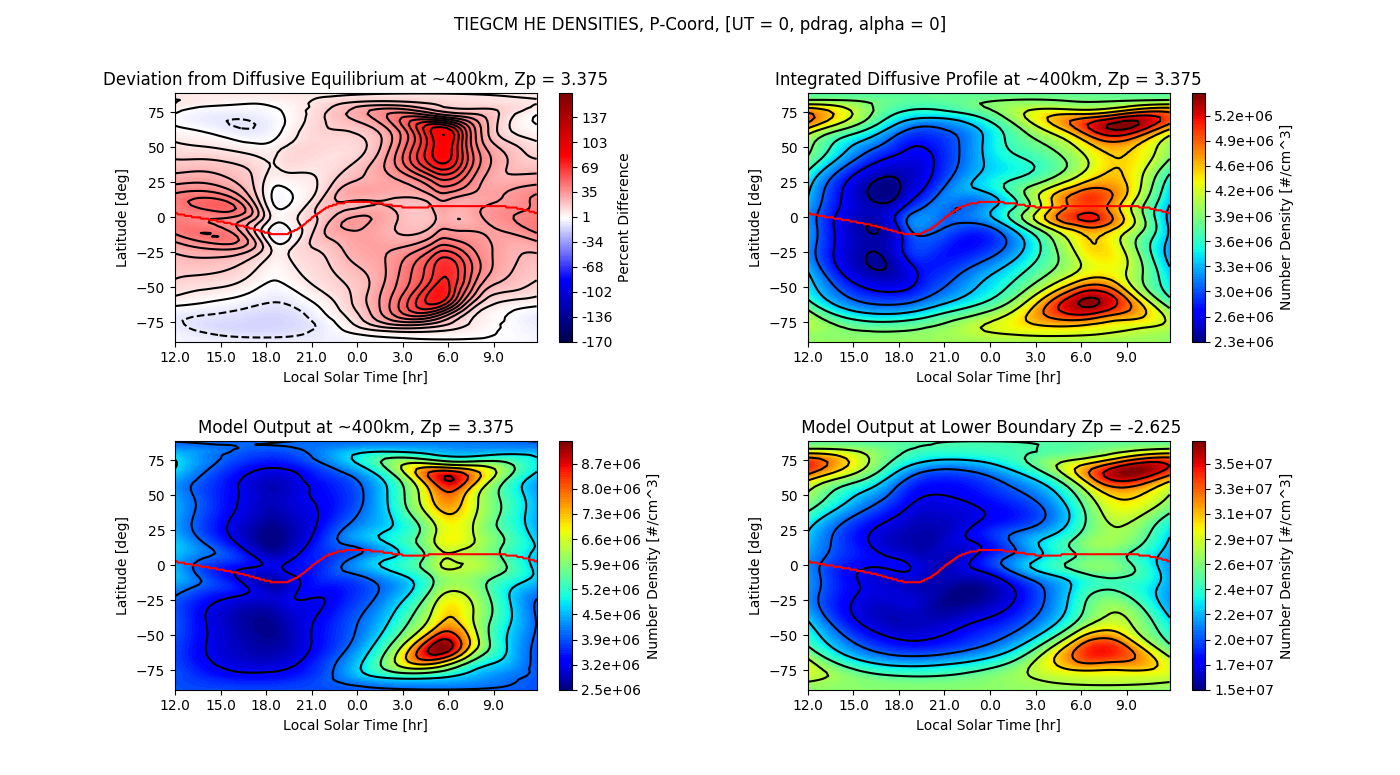 TIEGCM HE DENSITIES, P-Coord, [UT = 0, pdrag, alpha = 0]
Deviation from Diffusive Equilibrium at ~400km, Zp = 3.375
75
50
25
0
−25
−50
−75
Latitude [deg]
12.0 15.0 18.0 21.0 0.0 3.0 6.0 9.0
Local Solar Time [hr]
137
103
69
35
1
-34
-68
-102
-136
-170
Percent Difference
Integrated Diffusive Profile at ~400km, Zp = 3.375
75
50
25
0
−25
−50
−75
Latitude [deg]
12.0 15.0 18.0 21.0 0.0 3.0 6.0 9.0
Local Solar Time [hr]
5.2e+06
4.9e+06
4.6e+06
4.2e+06
3.9e+06
3.6e+06
3.3e+06
3.0e+06
2.6e+06
2.3e+06
Number Density [#/cm^3]
Model Output at ~400km, Zp = 3.375
75
50
25
0
−25
−50
−75
Latitude [deg]
12.0 15.0 18.0 21.0 0.0 3.0 6.0 9.0
Local Solar Time [hr]
8.7e+06
8.0e+06
7.3e+06
6.6e+06
5.9e+06
5.2e+06
4.5e+06
3.9e+06
3.2e+06
2.5e+06
Number Density [#/cm^3]
Model Output at Lower Boundary Zp = -2.625
75
50
25
0
−25
−50
−75
Latitude [deg]
12.0 15.0 18.0 21.0 0.0 3.0 6.0 9.0
Local Solar Time [hr]
3.5e+07
3.3e+07
3.1e+07
2.9e+07
2.7e+07
2.4e+07
2.2e+07
2.0e+07
1.7e+07
1.5e+07
Number Density [#/cm^3]